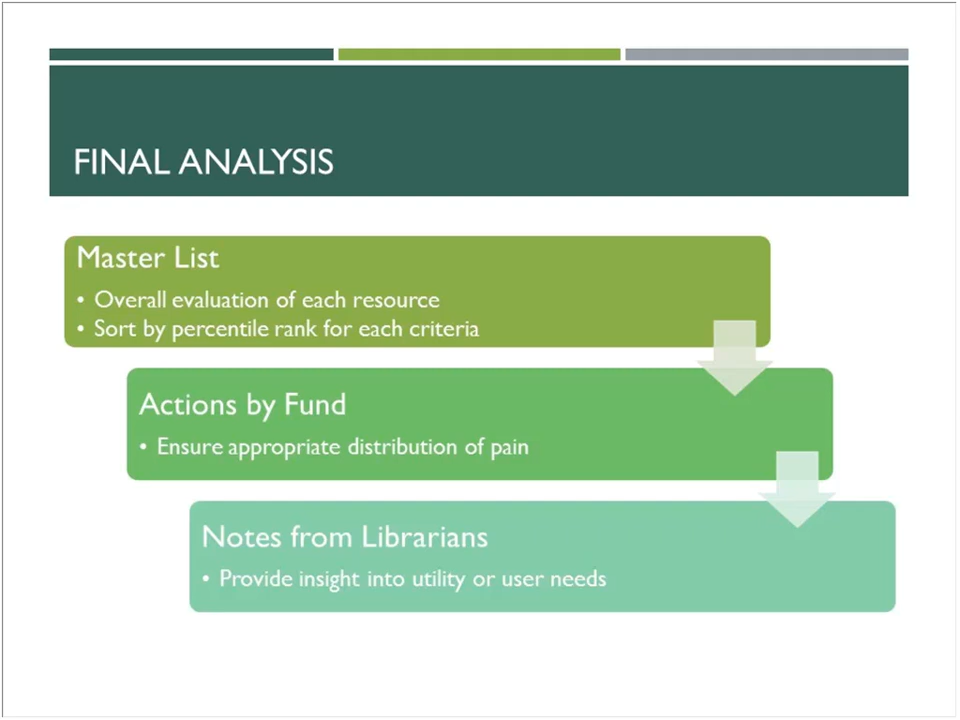 FINAL ANALYSIS
Master List
• Overall evaluation of each resource
• Sort by percentile rank for each criteria
Actions by Fund
• Ensure appropriate distribution of pain
Notes from Librarians
• Provide insight into utility or user needs